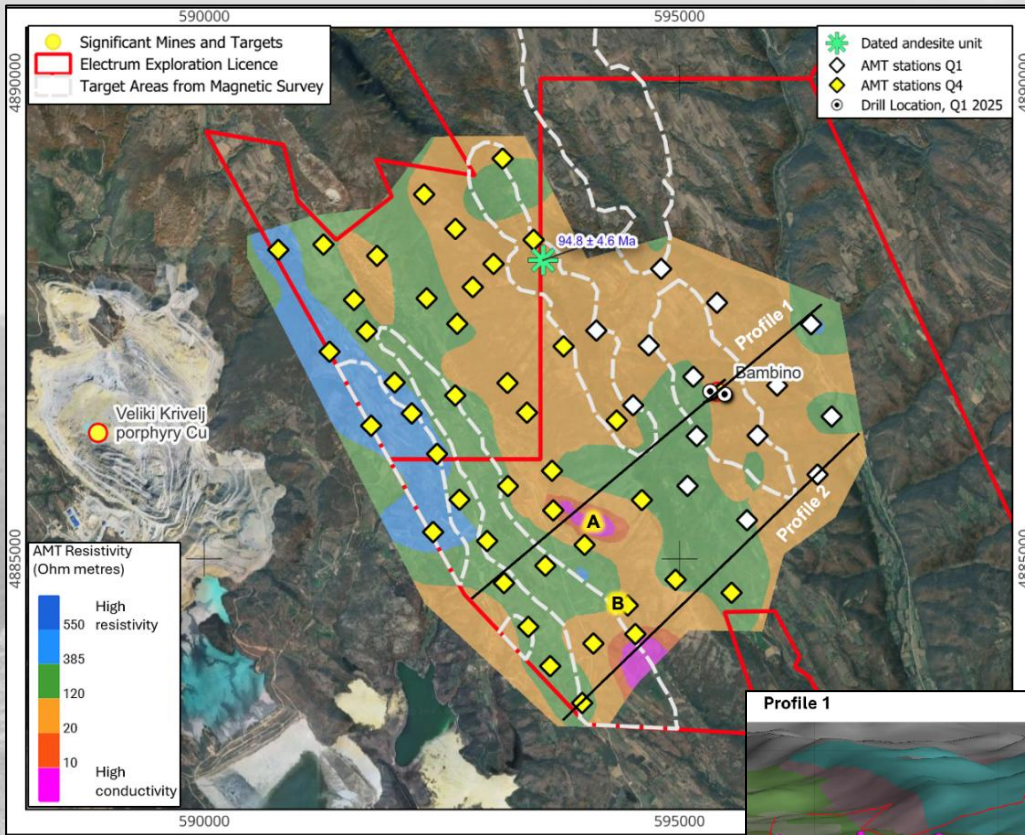 590000
595000
Significant Mines and Targets
Electrum Exploration Licence
Target Areas from Magnetic Survey
Dated andesite unit
AMT stations Q1
AMT stations Q4
Drill Location, Q1 2025
4890000
4890000
94.8 ± 4.6 Ma
Profile 1
Bambino
Veliki Krivelj
porphyry Cu
Profile 2
A
B
4885000
4885000
AMT Resistivity
(Ohm metres)
High
resistivity
550
385
120
20
10
High
conductivity
590000
595000
Profile 1